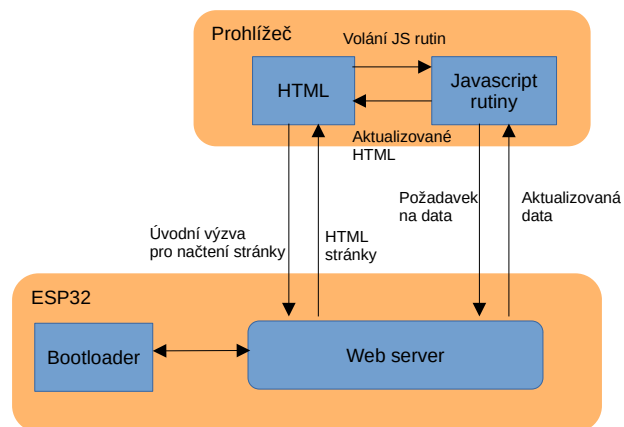 Prohlížeč
Volání JS rutin
HTML
Javascript
rutiny
Aktualizované
HTML
Úvodní výzva
pro načtení stránky
HTML
stránky
Požadavek
na data
Aktualizovaná
data
ESP32
Bootloader
Web server